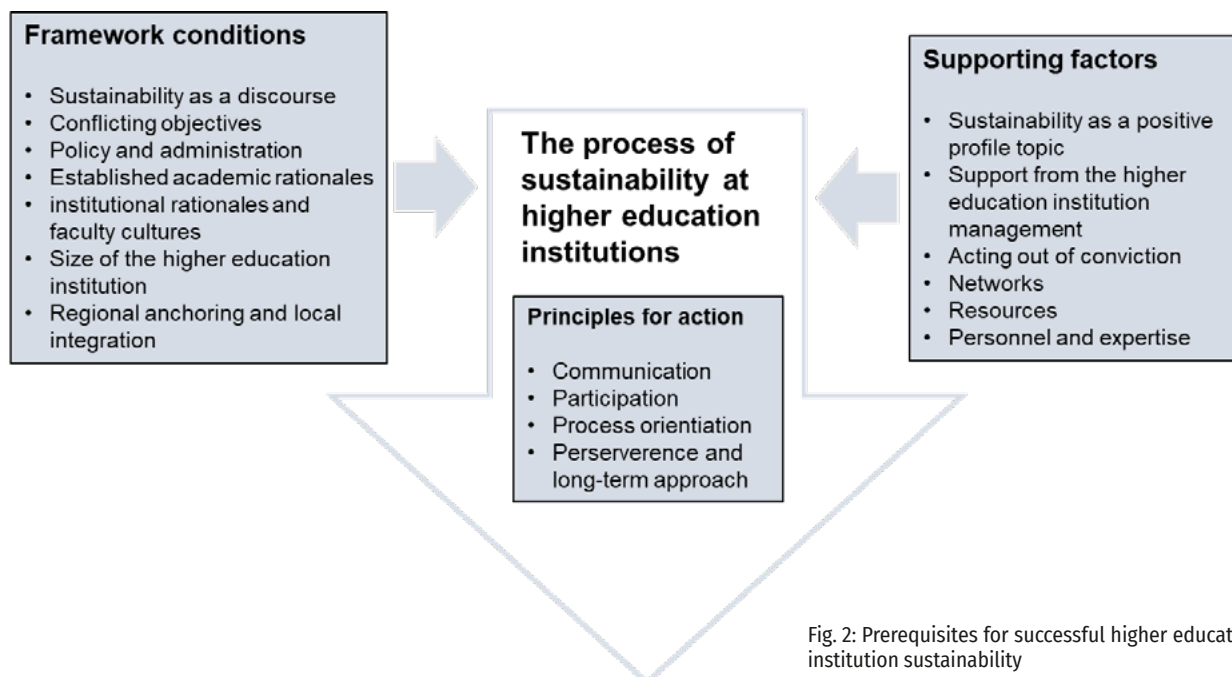 Framework conditions
• Sustainability as a discourse
• Conflicting objectives
• Policy and administration
• Established academic rationales
• institutional rationales and
faculty cultures
• Size of the higher education
institution
• Regional anchoring and local
integration
The process of
sustainability at
higher education
institutions
Principles for action
• Communication
• Participation
• Process orientiation
• Perserverence and
long-term approach
Supporting factors
• Sustainability as a positive
profile topic
• Support from the higher
education institution
management
• Acting out of conviction
• Networks
• Resources
• Personnel and expertise
Fig. 2: Prerequisites for successful higher educat
institution sustainability